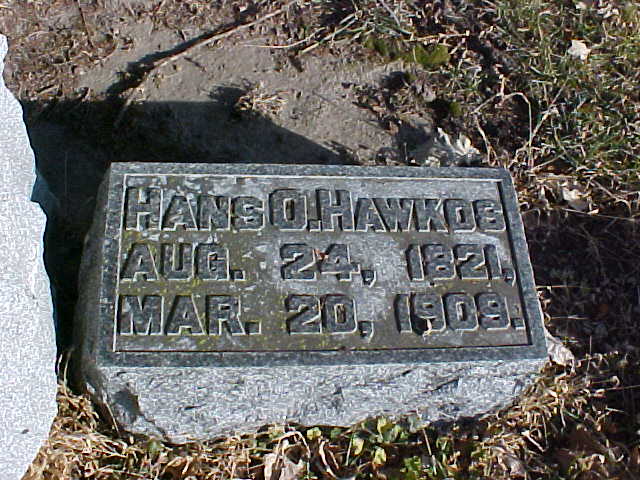 HANS O. HAWKOS
AUG. 24, 1821,
MAR. 20, 1909.